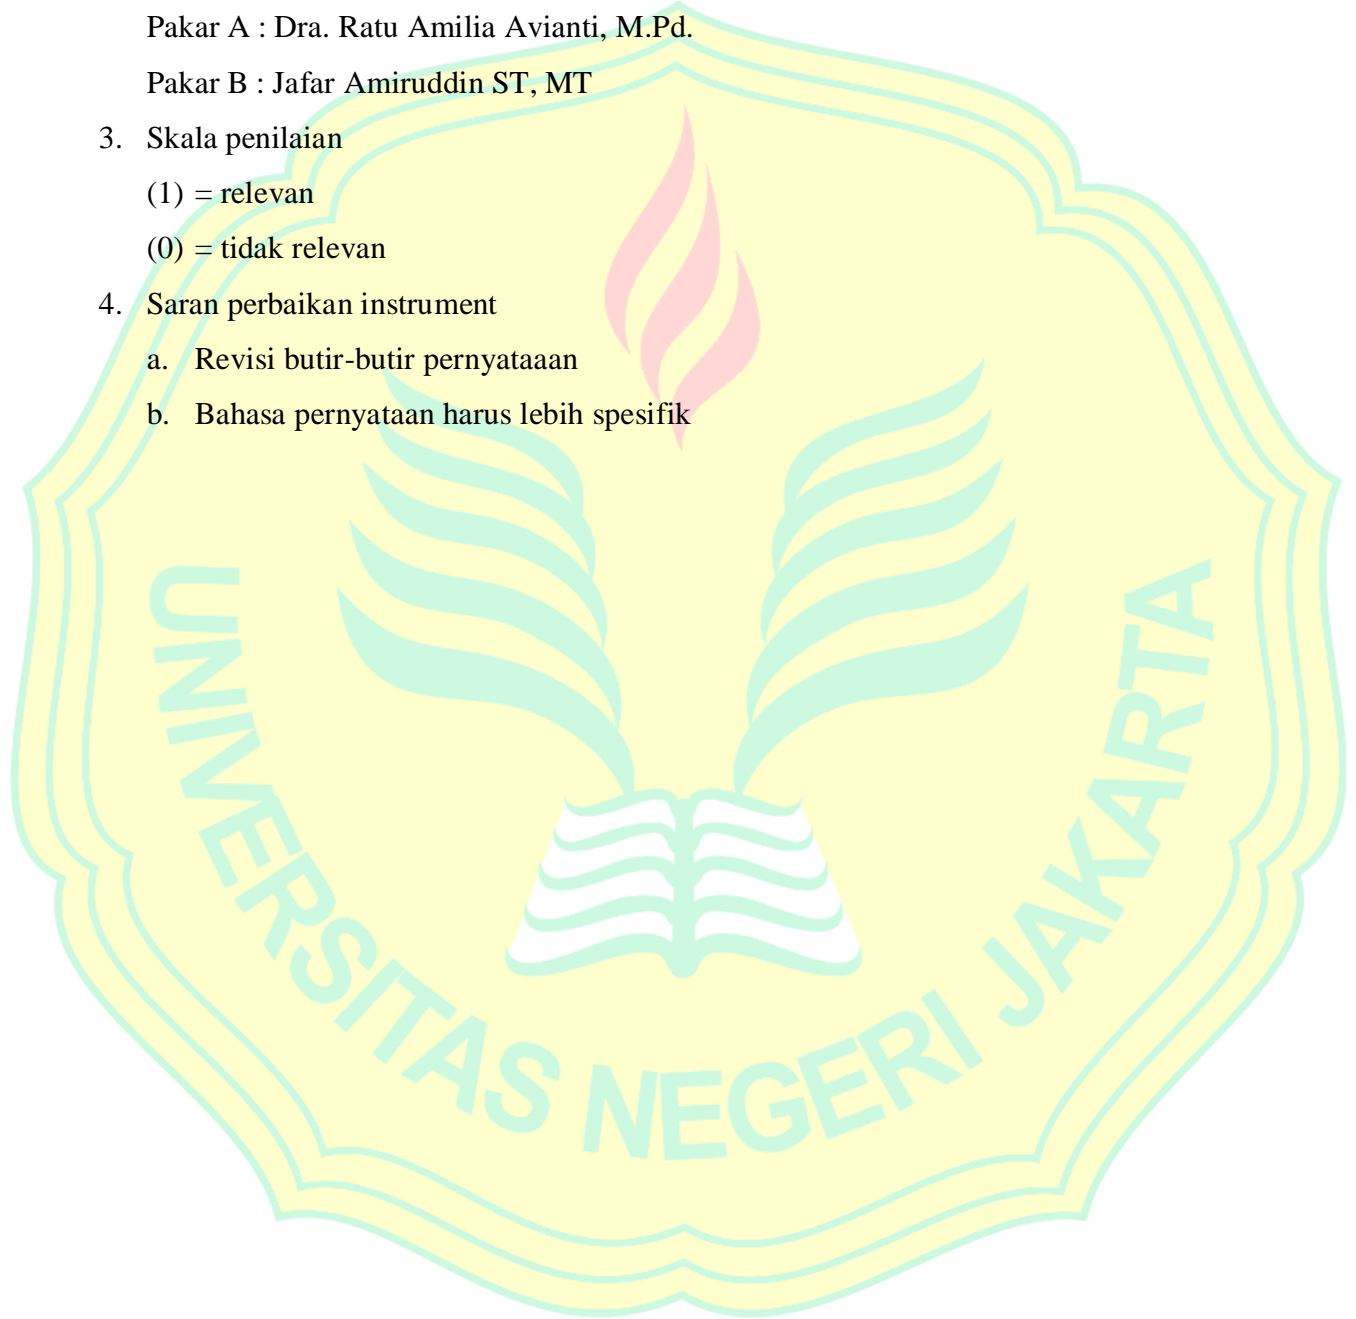 Pakar A : Dra. Ratu Amilia Avianti, M.Pd.
Pakar B : Jafar Amiruddin ST, MT
3. Skala penilaian
(1) = relevan
(0) = tidak relevan
4. Saran perbaikan instrument
a. Revisi butir-butir pernyataaan
b. Bahasa pernyataan harus lebih spesifik
UNIVERSITAS NEGERI JAKARTA